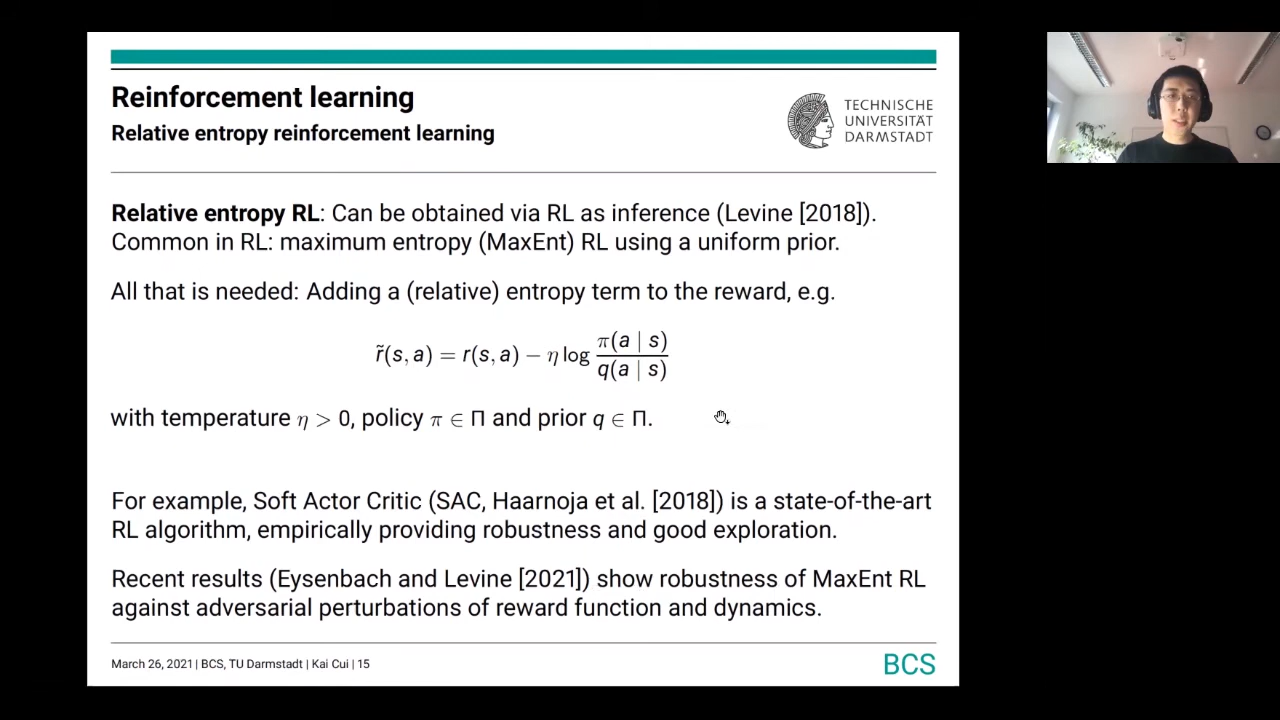 Reinforcement learning
Relative entropy reinforcement learning
TECHNISCHE
UNIVERSITÄT
DARMSTADT
Relative entropy RL: Can be obtained via RL as inference (Levine [2018]).
Common in RL: maximum entropy (MaxEnt) RL using a uniform prior.
All that is needed: Adding a (relative) entropy term to the reward, e.g.
r̃(s, a) = r(s, a) − η log π(a | s) / q(a | s)
with temperature η > 0, policy π ∈ Π and prior q ∈ Π.
For example, Soft Actor Critic (SAC, Haarnoja et al. [2018]) is a state-of-the-art
RL algorithm, empirically providing robustness and good exploration.
Recent results (Eysenbach and Levine [2021]) show robustness of MaxEnt RL
against adversarial perturbations of reward function and dynamics.
March 26, 2021 | BCS, TU Darmstadt | Kai Cui | 15
BCS